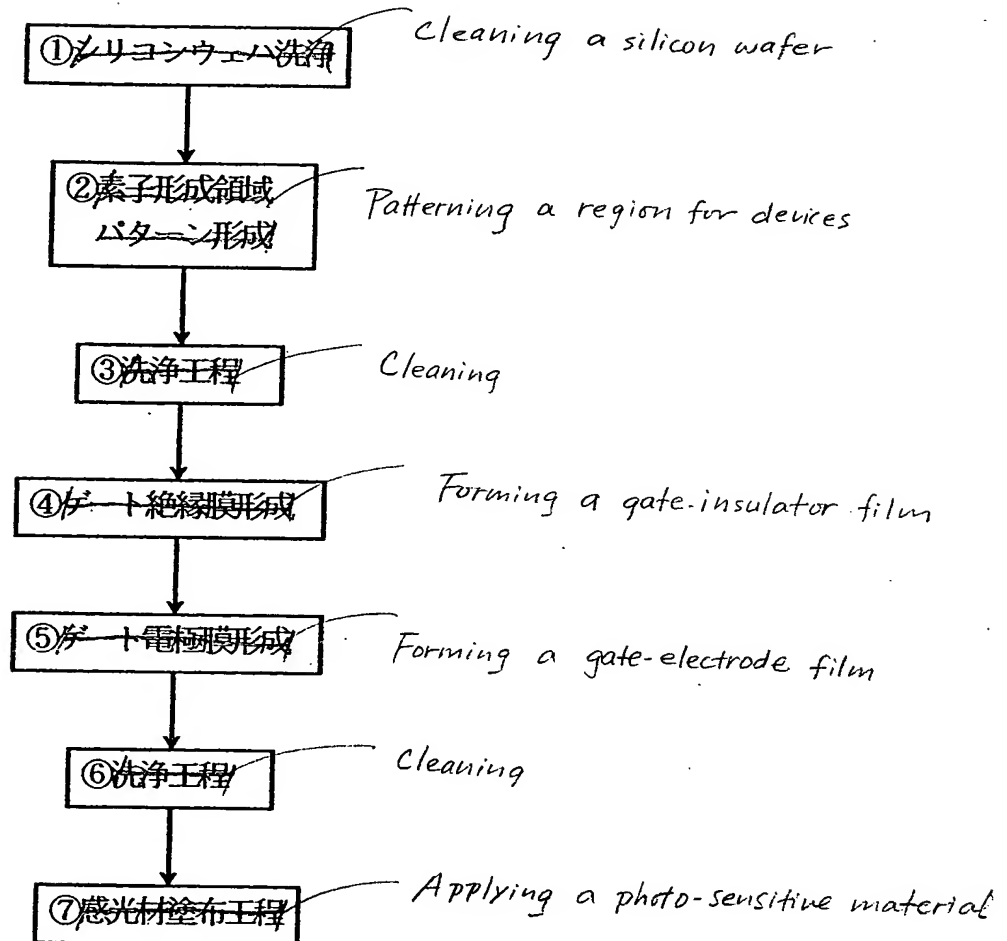 ①シリコンウェハ洗浄
Cleaning a silicon wafer
②素子形成領域
パターン形成
Patterning a region for devices
③洗浄工程
Cleaning
④ゲート絶縁膜形成
Forming a gate-insulator film
⑤ゲート電極膜形成
Forming a gate-electrode film
⑥洗浄工程
Cleaning
⑦感光材塗布工程
Applying a photo-sensitive material